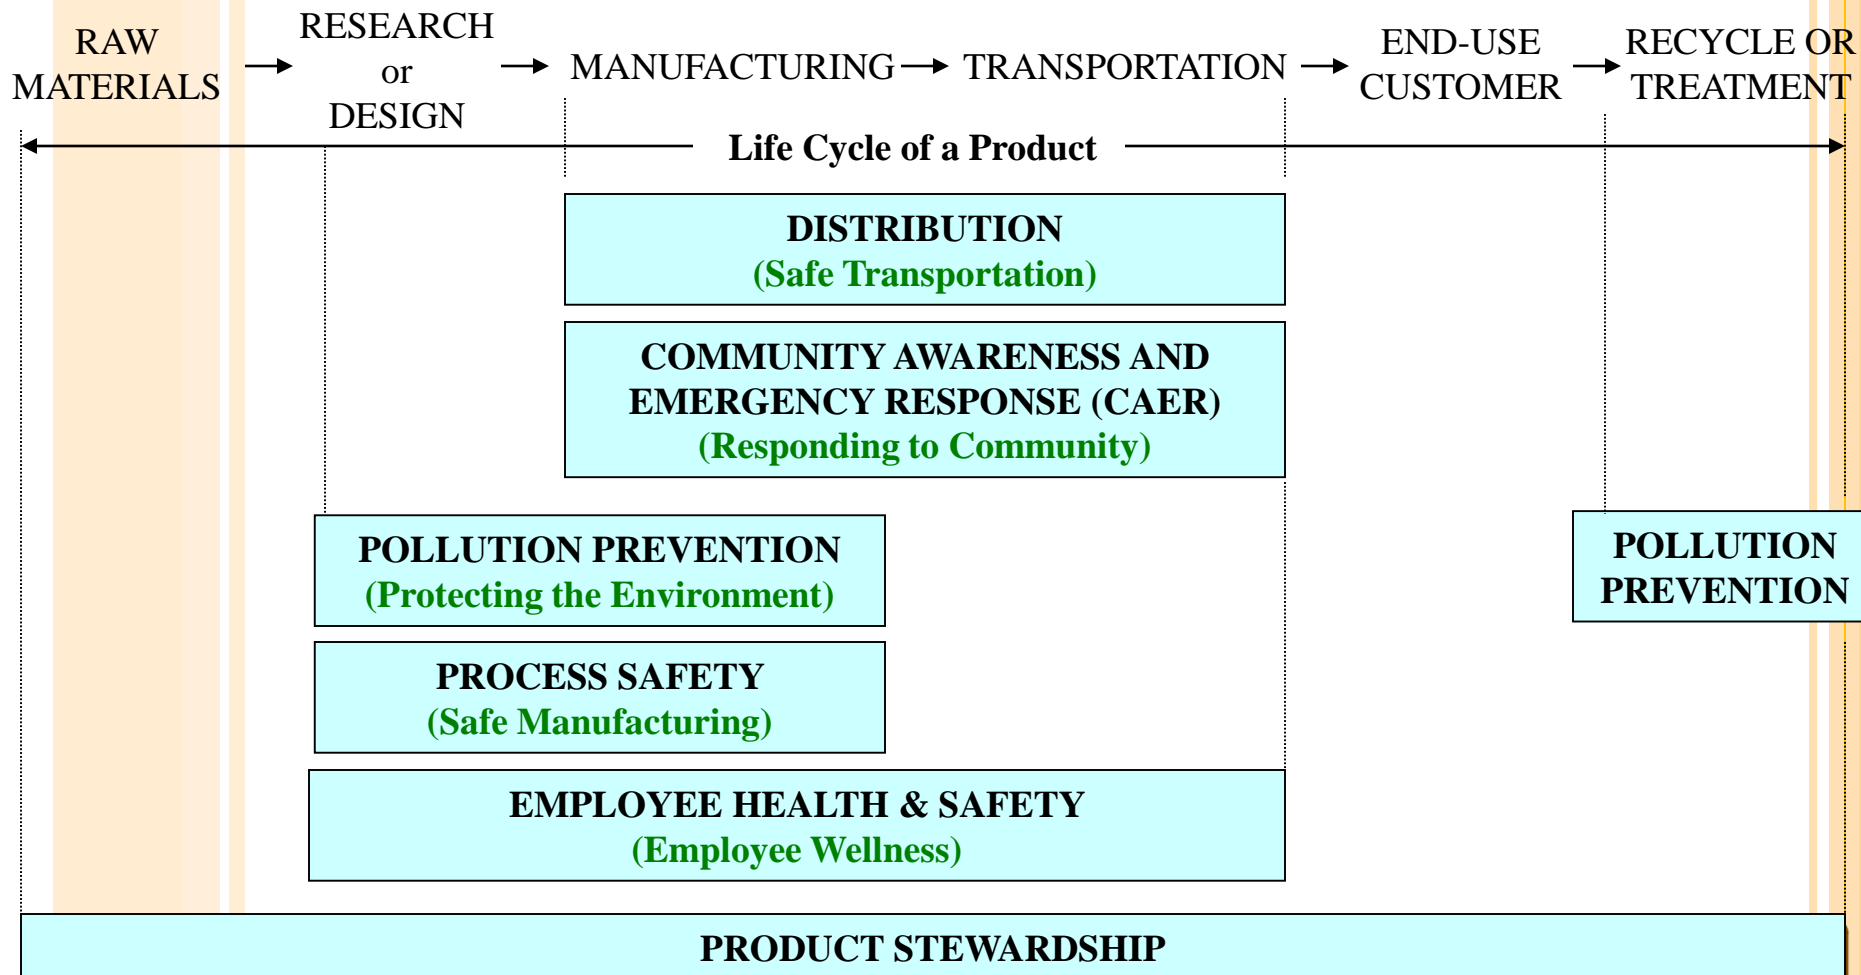 RAW
MATERIALS
RESEARCH
or
DESIGN
MANUFACTURING
TRANSPORTATION
END-USE
CUSTOMER
RECYCLE OR
TREATMENT
Life Cycle of a Product
DISTRIBUTION
(Safe Transportation)
COMMUNITY AWARENESS AND
EMERGENCY RESPONSE (CAER)
(Responding to Community)
POLLUTION PREVENTION
(Protecting the Environment)
POLLUTION
PREVENTION
PROCESS SAFETY
(Safe Manufacturing)
EMPLOYEE HEALTH & SAFETY
(Employee Wellness)
PRODUCT STEWARDSHIP